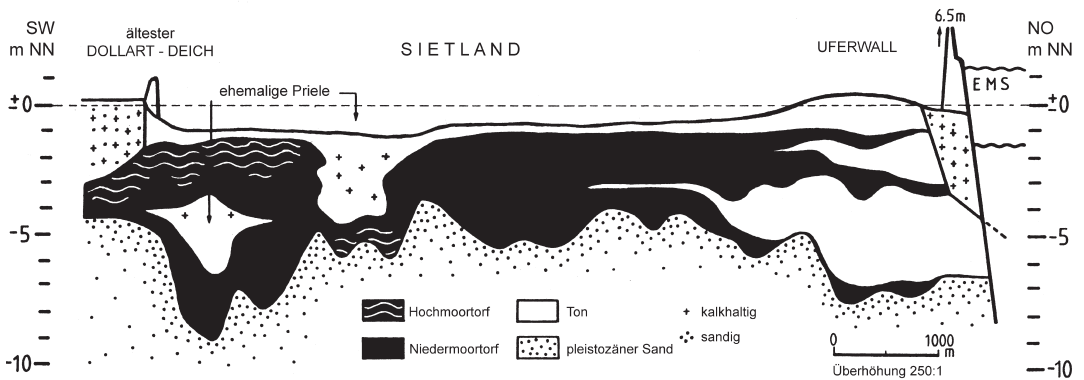 SW
m NN
ältester
DOLLART - DEICH
SIETLAND
UFERWALL
6.5m
NO
m NN
EMS
ehemalige Priele
±0
±0
-5
-5
-10
-10
Hochmoortorf
Ton
kalkhaltig
Niedermoortorf
pleistozäner Sand
sandig
0
1000
m
Überhöhung 250:1